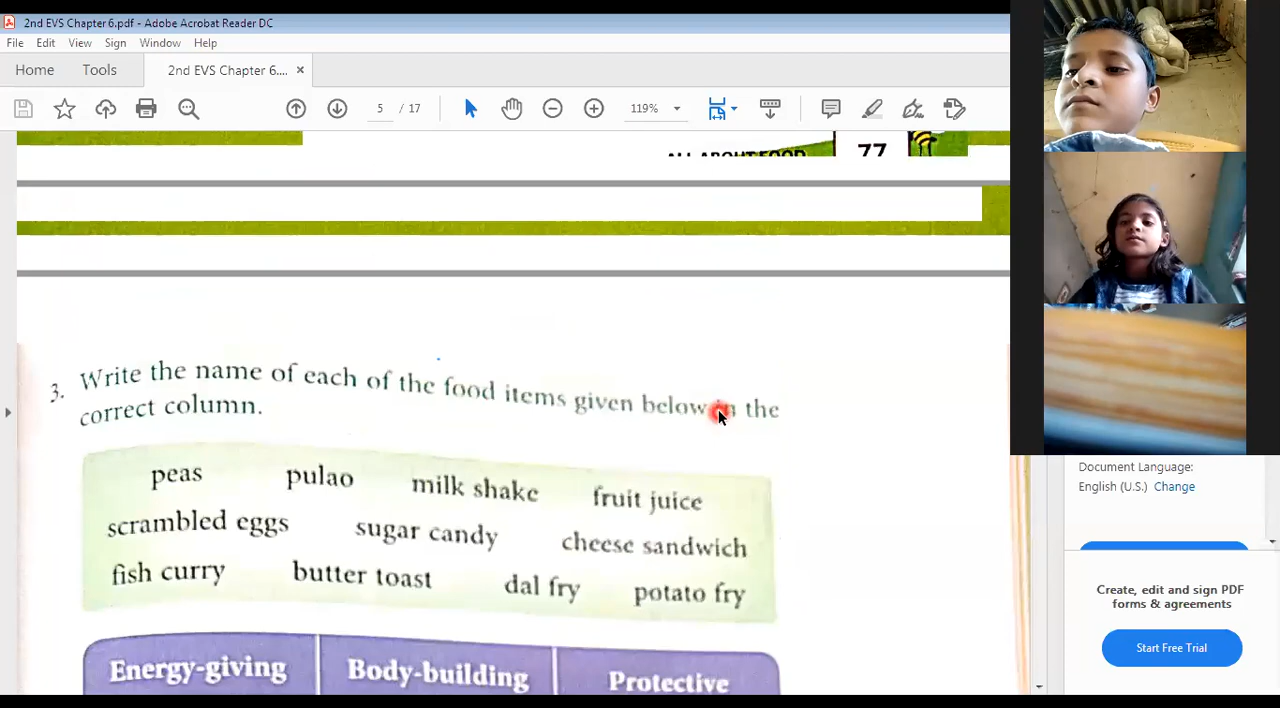 2nd EVS Chapter 6.pdf - Adobe Acrobat Reader DC
File Edit View Sign Window Help
Home Tools 2nd EVS Chapter 6.... ×
5 / 17 119%
ALL ABOUT FOOD 77
3. Write the name of each of the food items given below in the
correct column.
peas pulao milk shake fruit juice
scrambled eggs sugar candy cheese sandwich
fish curry butter toast dal fry potato fry
Energy-giving Body-building Protective
Document Language:
English (U.S.) Change
Create, edit and sign PDF
forms & agreements
Start Free Trial